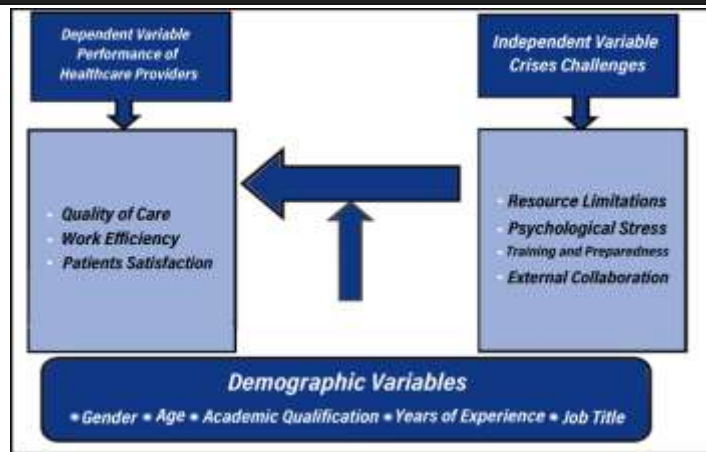 Dependent Variable
Performance of
Healthcare Providers
Independent Variable
Crises Challenges
Quality of Care
Work Efficiency
Patients Satisfaction
Resource Limitations
Psychological Stress
Training and Preparedness
External Collaboration
Demographic Variables
• Gender • Age • Academic Qualification • Years of Experience • Job Title